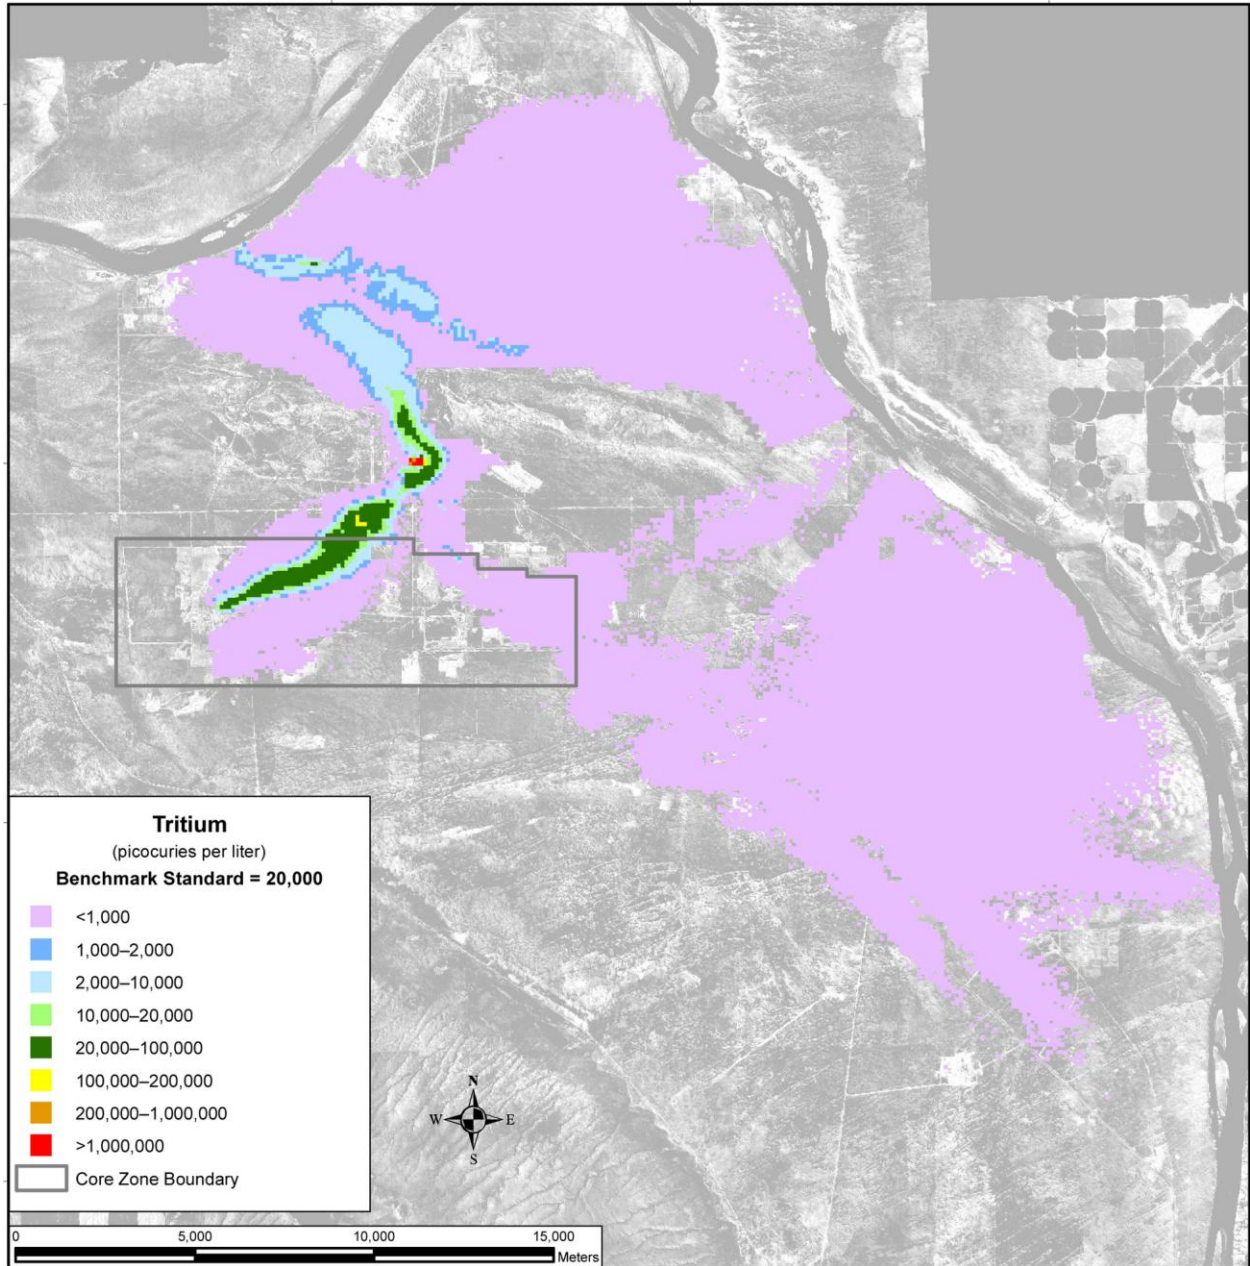 Tritium
(picocuries per liter)
Benchmark Standard = 20,000
<1,000
1,000–2,000
2,000–10,000
10,000–20,000
20,000–100,000
100,000–200,000
200,000–1,000,000
>1,000,000
Core Zone Boundary
N
W E
S
0 5,000 10,000 15,000
Meters